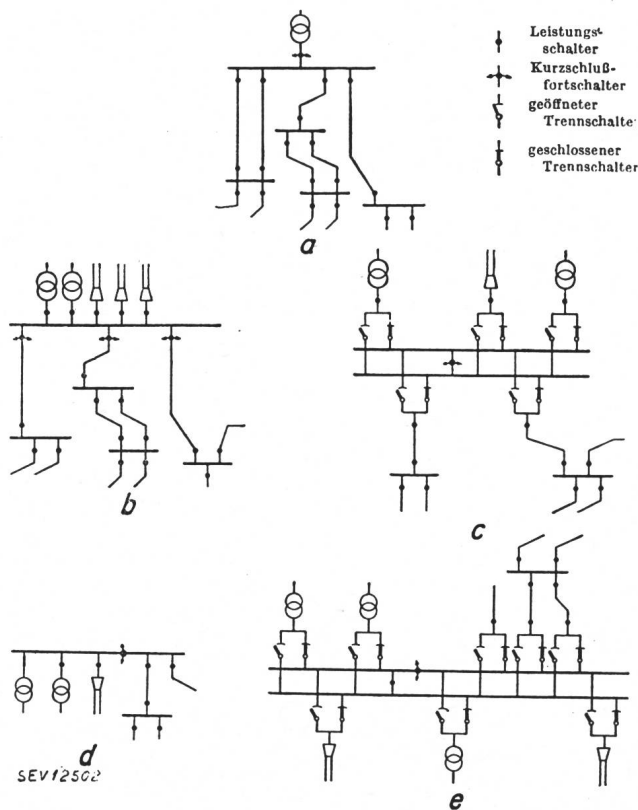 Leistungs-
schalter
Kurzschluß-
fortschalter
geöffneter
Trennschalter
geschlossener
Trennschalter
a
b
c
d
SEV12502
e